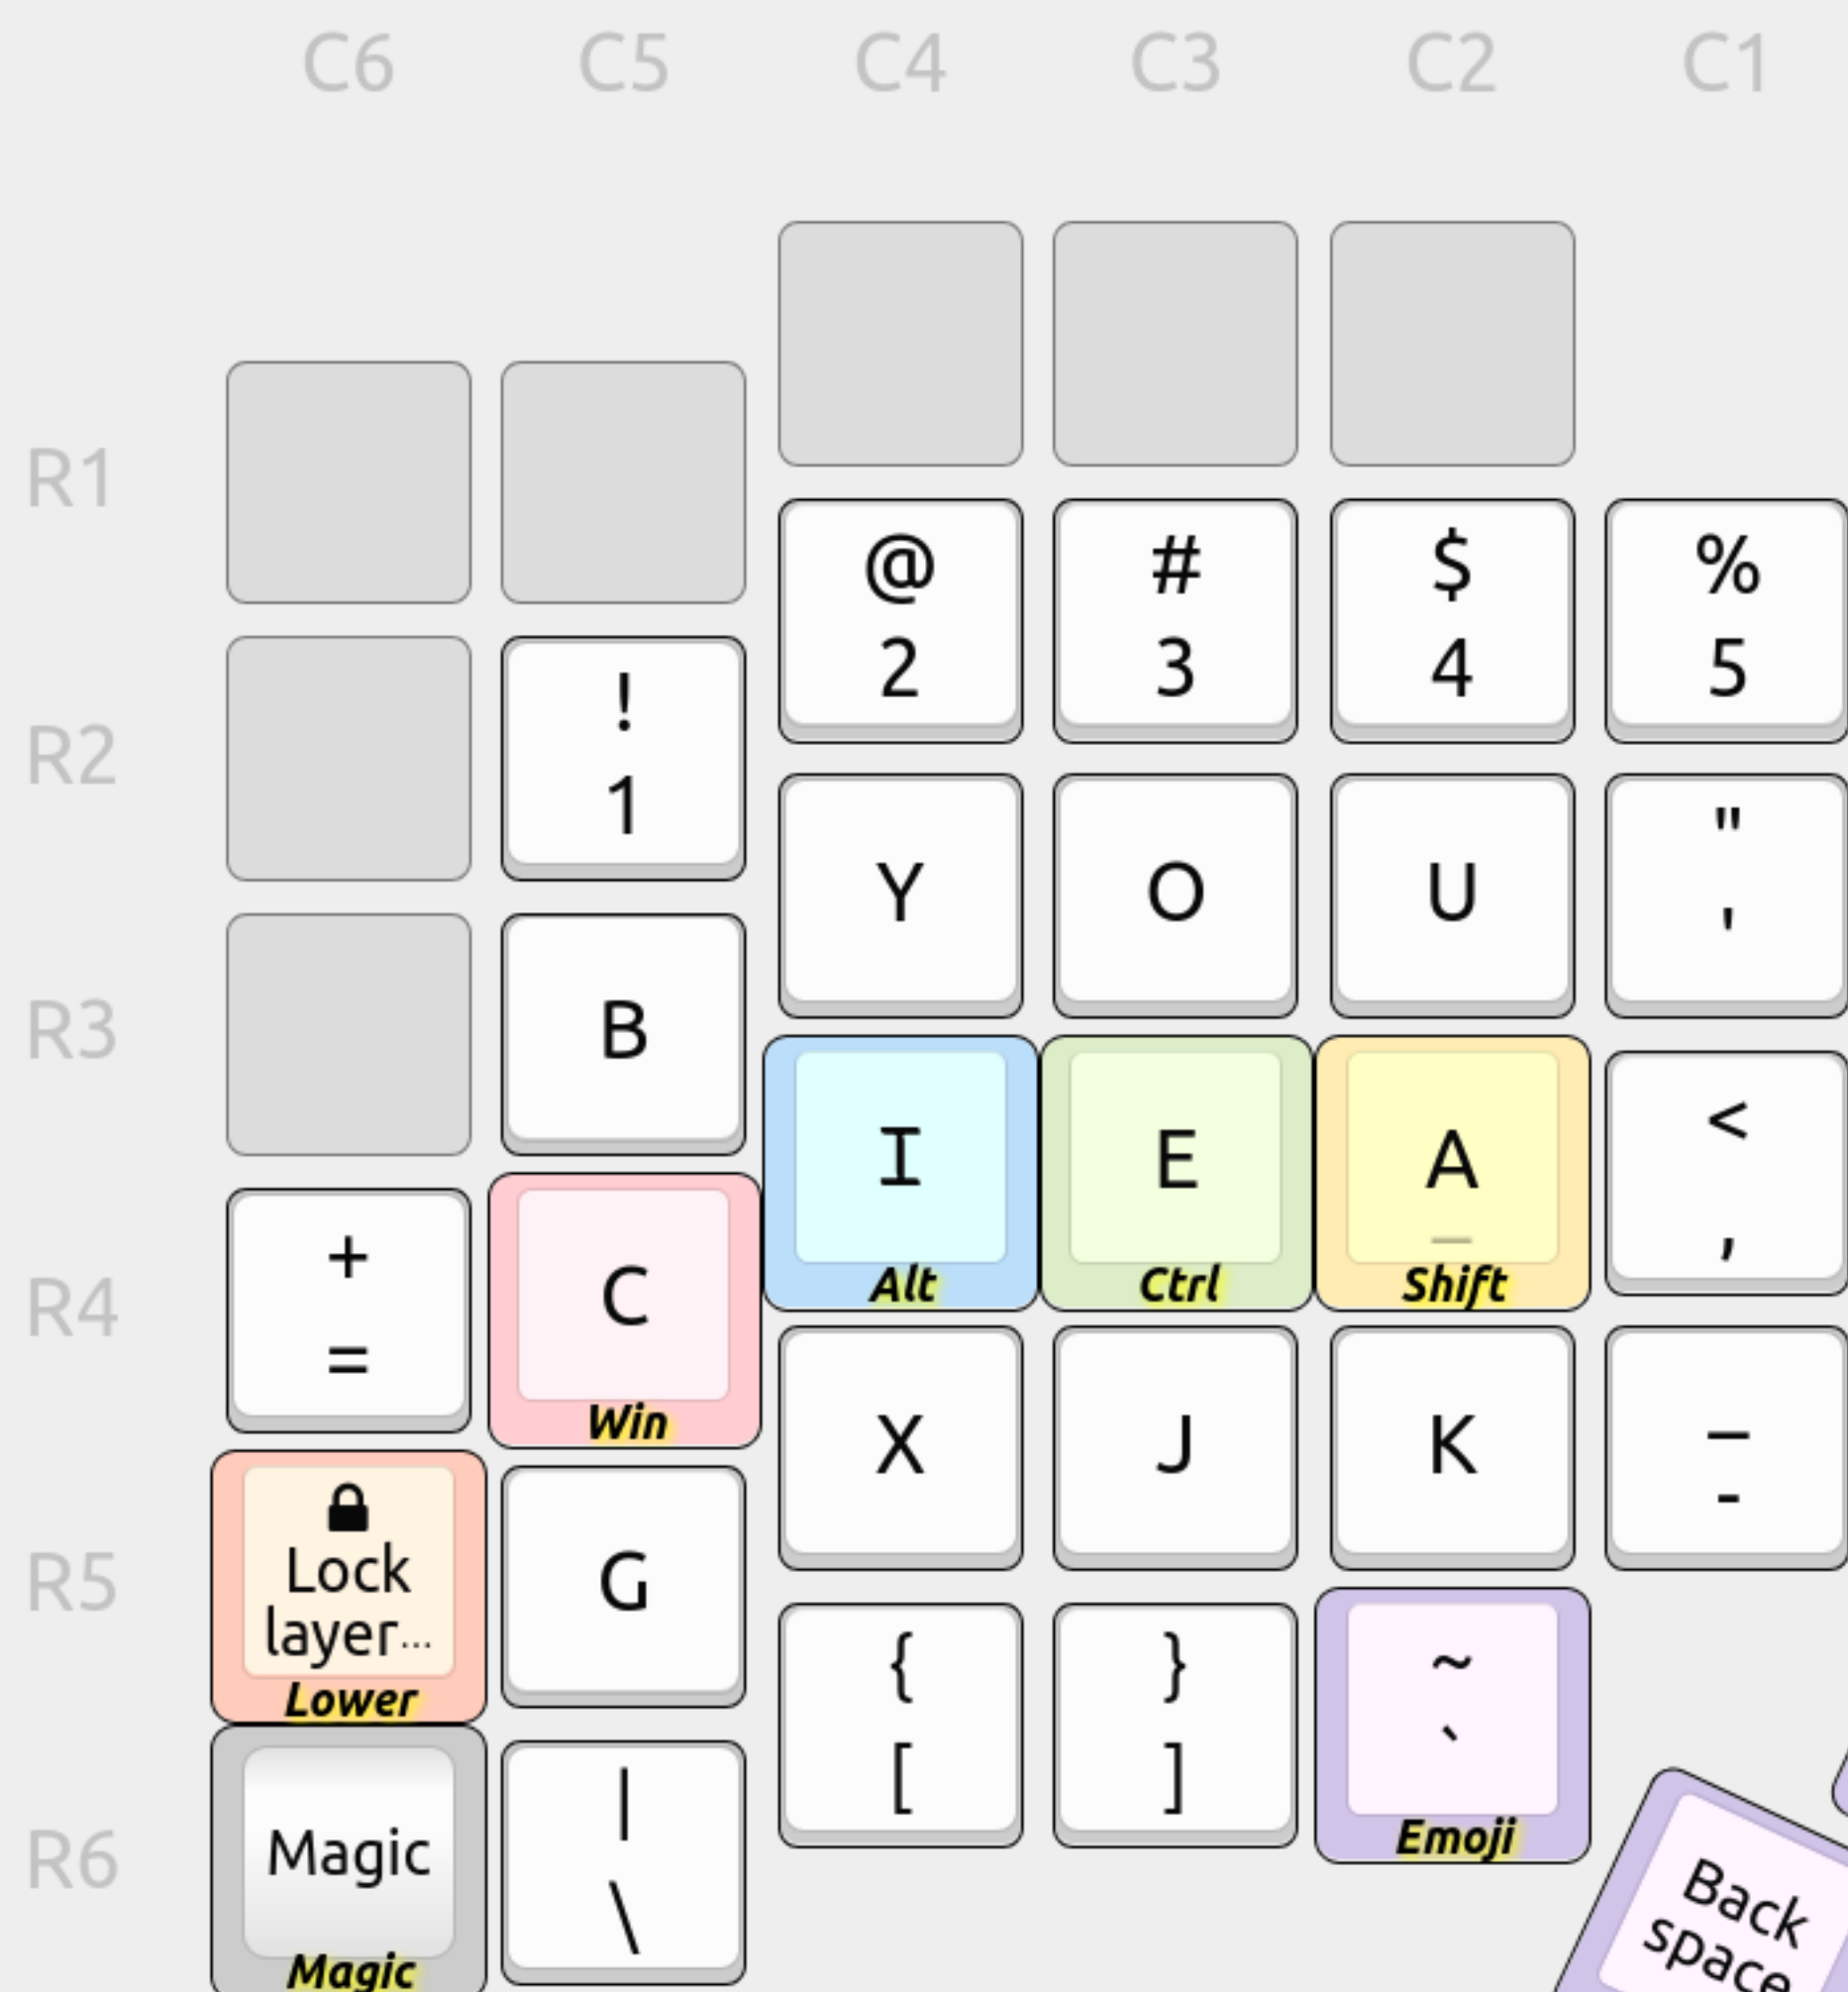 C6 C5 C4 C3 C2 C1
R1
@ # $ %
2 3 4 5
R2
!
1
Y O U "
'
R3
B
I E A <
_ ,
Alt Ctrl Shift
R4
+
=
C
Win
X J K _
-
R5
Lock
layer...
Lower
G
{ } ~
[ ] `
Emoji
R6
Magic
Magic
|
\
Back
space